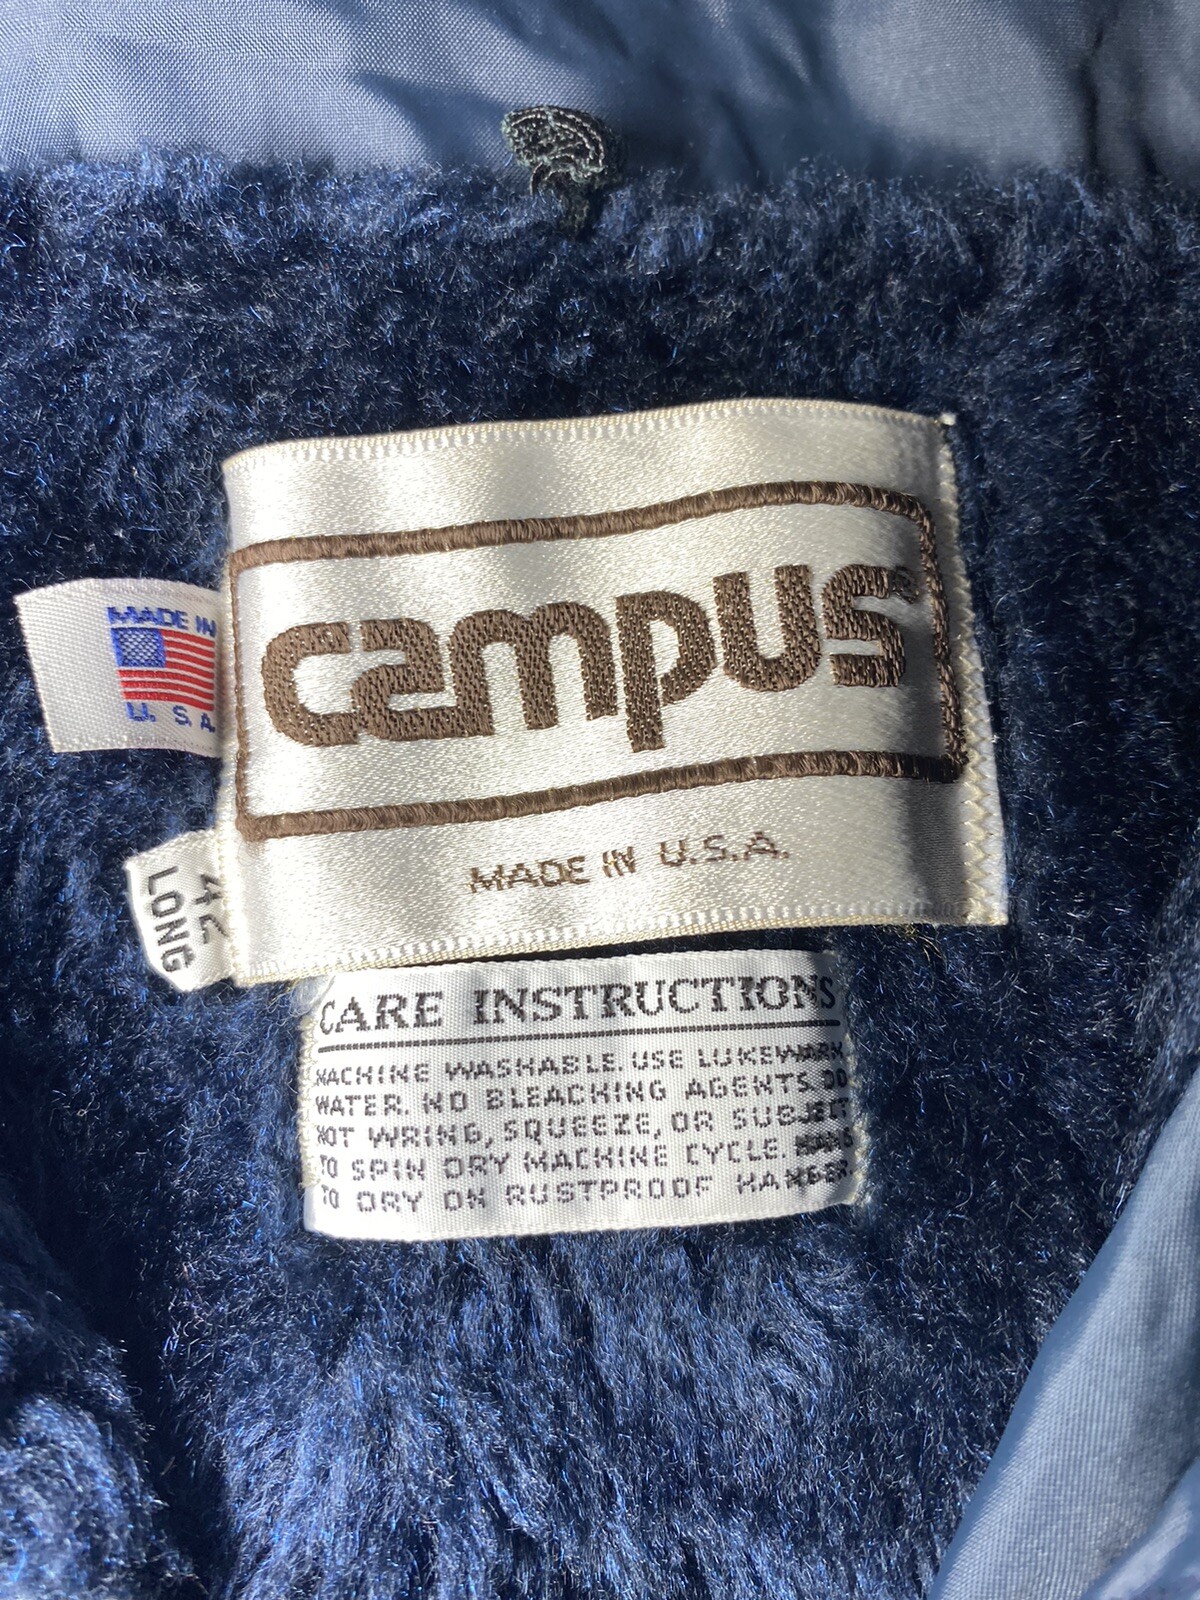 MADE IN
U.S.A.
campus®
MADE IN U.S.A.
42
LONG
CARE INSTRUCTIONS
MACHINE WASHABLE. USE LUKEWARM
WATER. NO BLEACHING AGENTS. DO
NOT WRING, SQUEEZE, OR SUBJECT
TO SPIN DRY MACHINE CYCLE. HANG
TO DRY ON RUSTPROOF HANGER.